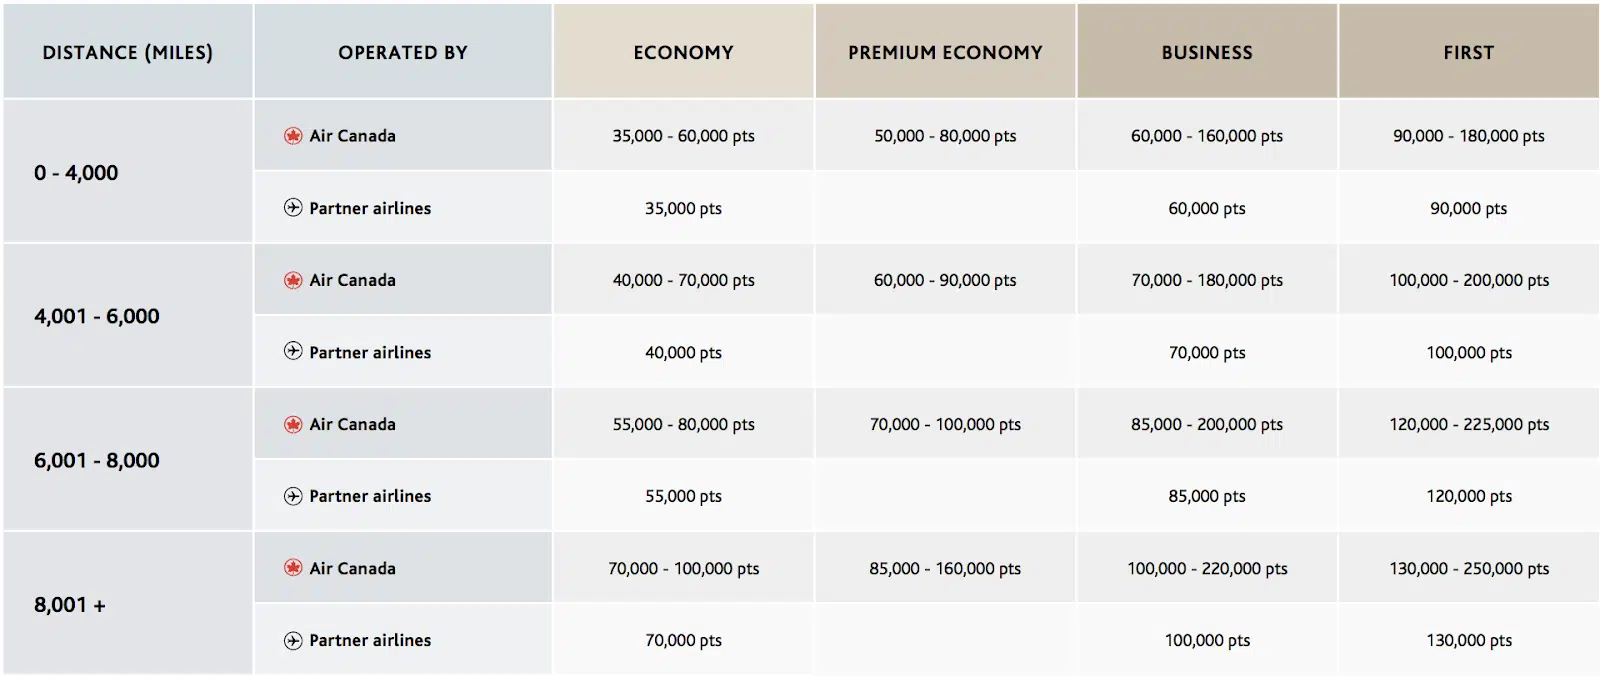 DISTANCE (MILES) OPERATED BY ECONOMY PREMIUM ECONOMY BUSINESS FIRST
0 - 4,000
Air Canada 35,000 - 60,000 pts 50,000 - 80,000 pts 60,000 - 160,000 pts 90,000 - 180,000 pts
Partner airlines 35,000 pts 60,000 pts 90,000 pts
4,001 - 6,000
Air Canada 40,000 - 70,000 pts 60,000 - 90,000 pts 70,000 - 180,000 pts 100,000 - 200,000 pts
Partner airlines 40,000 pts 70,000 pts 100,000 pts
6,001 - 8,000
Air Canada 55,000 - 80,000 pts 70,000 - 100,000 pts 85,000 - 200,000 pts 120,000 - 225,000 pts
Partner airlines 55,000 pts 85,000 pts 120,000 pts
8,001 +
Air Canada 70,000 - 100,000 pts 85,000 - 160,000 pts 100,000 - 220,000 pts 130,000 - 250,000 pts
Partner airlines 70,000 pts 100,000 pts 130,000 pts